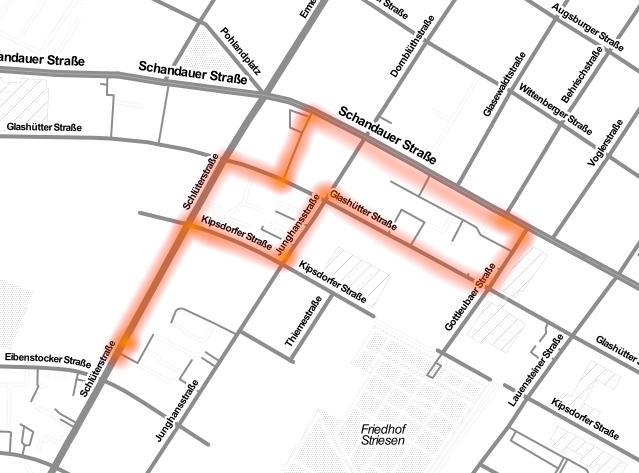 Straße
Augsburger Straße
Pohlandplatz
Dornblüthstraße
Behrischstraße
Glasewaldtstraße
andauer Straße
Schandauer Straße
Wittenberger Straße
Schandauer Straße
Voglerstraße
Glashütter Straße
Schlüterstraße
Glashütter Straße
Junghansstraße
Kipsdorfer Straße
Kipsdorfer Straße
Gottleubaer Straße
Thiemestraße
Glashütter
Schlüterstraße
Eibenstocker Straße
Lauensteiner Straße
Junghansstraße
Kipsdorfer Straße
Friedhof
Striesen